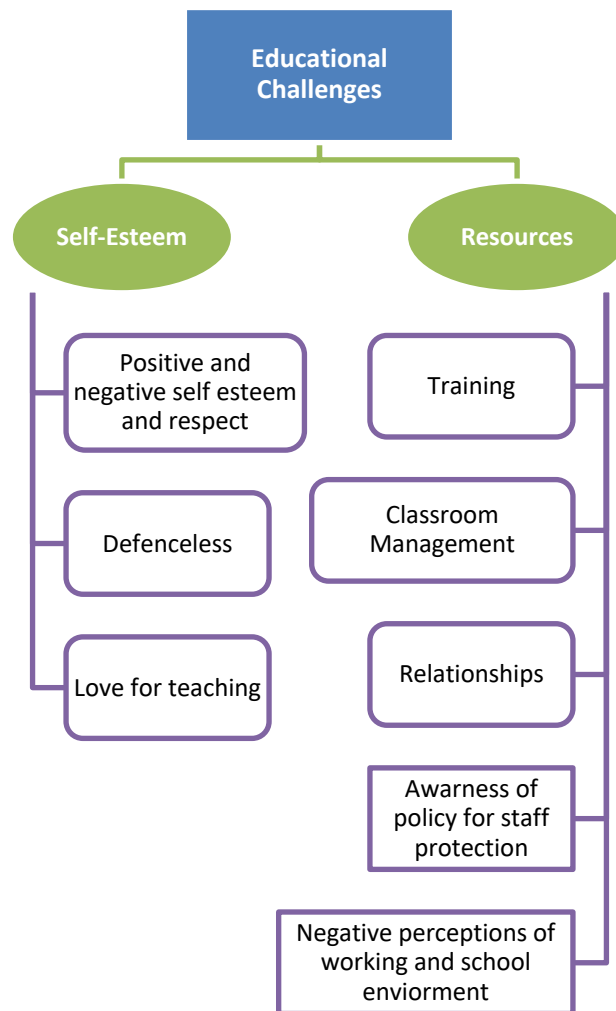 Educational
Challenges
Self-Esteem
Positive and
negative self esteem
and respect
Defenceless
Love for teaching
Resources
Training
Classroom
Management
Relationships
Awarness of
policy for staff
protection
Negative perceptions of
working and school
enviorment